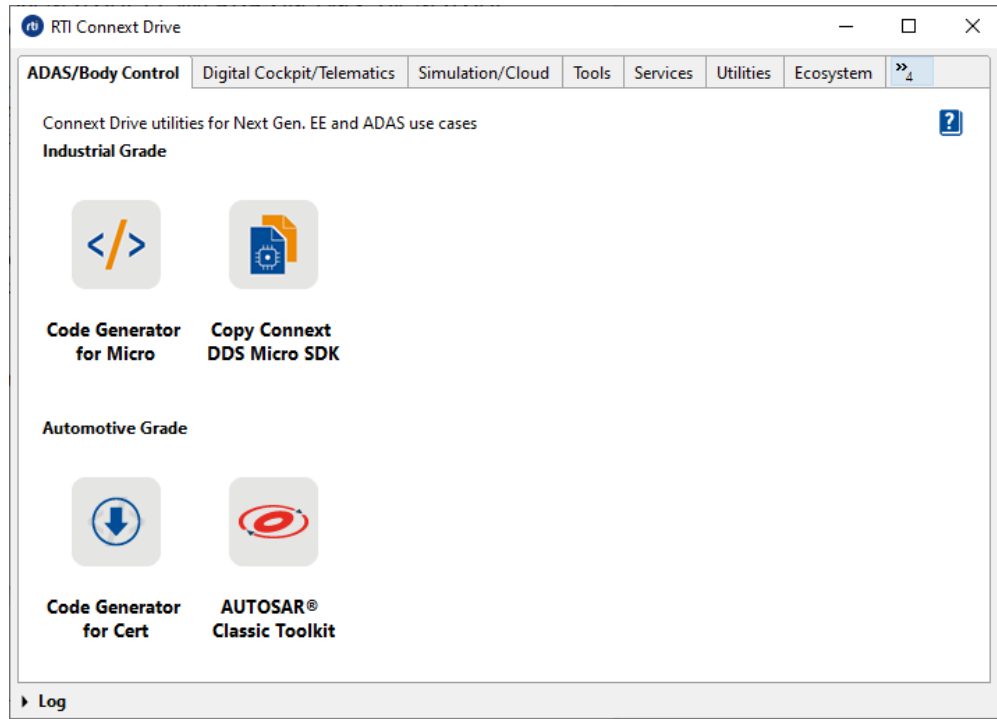 rti RTI Connext Drive
ADAS/Body Control Digital Cockpit/Telematics Simulation/Cloud Tools Services Utilities Ecosystem »4
Connext Drive utilities for Next Gen. EE and ADAS use cases ?
Industrial Grade
</>
Code Generator Copy Connext
for Micro DDS Micro SDK
Automotive Grade
Code Generator AUTOSAR®
for Cert Classic Toolkit
Log